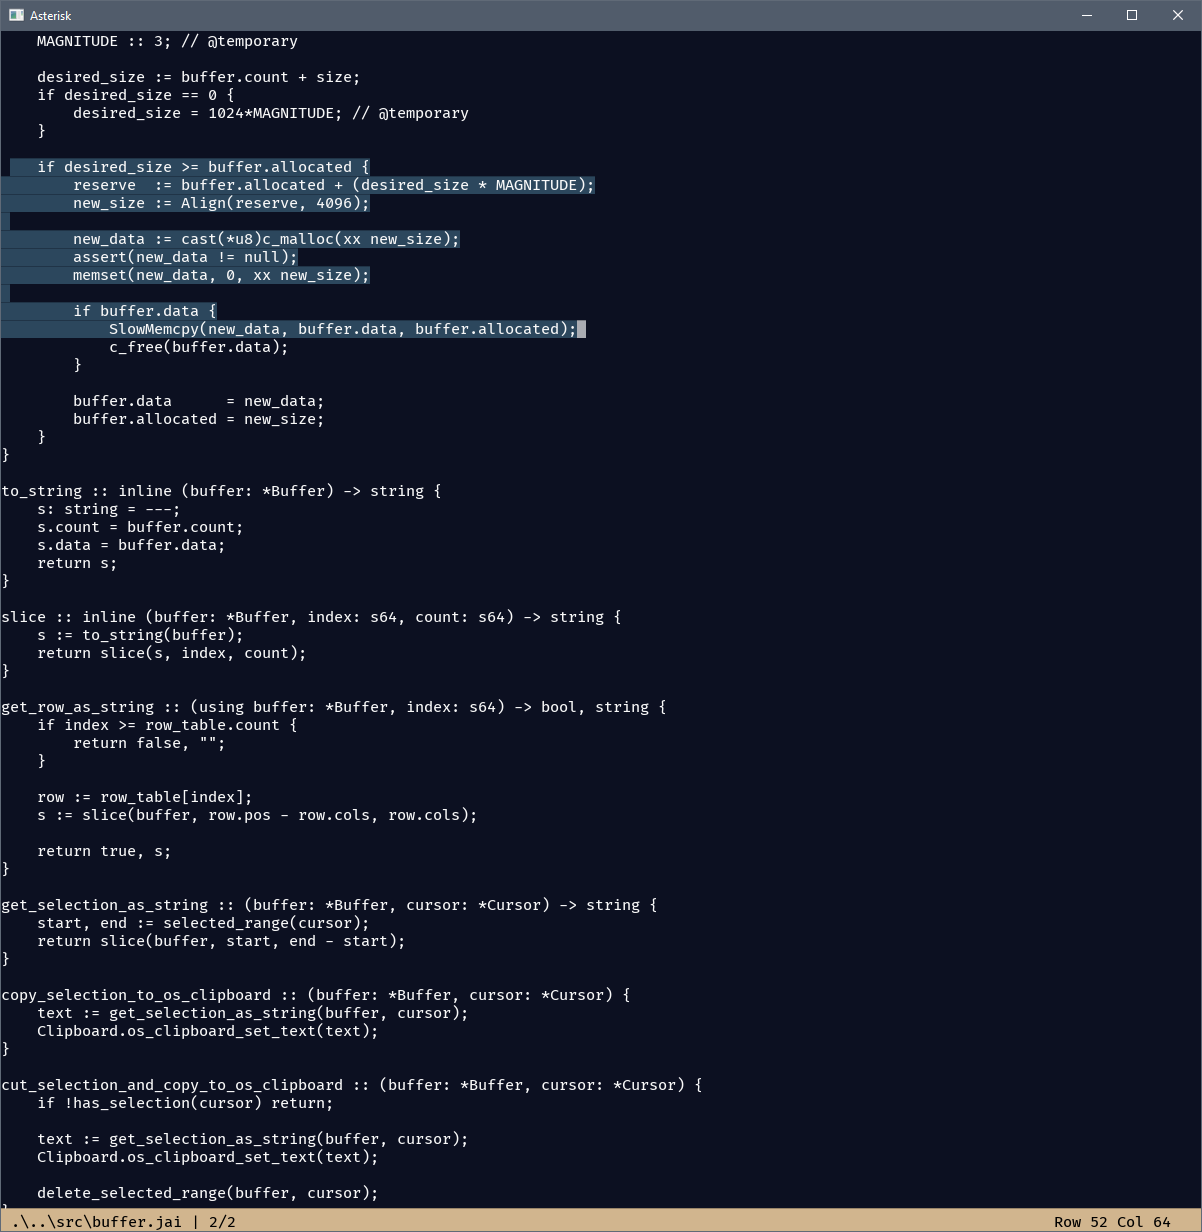 Asterisk
    MAGNITUDE :: 3; // @temporary

    desired_size := buffer.count + size;
    if desired_size == 0 {
        desired_size = 1024*MAGNITUDE; // @temporary
    }

    if desired_size >= buffer.allocated {
        reserve  := buffer.allocated + (desired_size * MAGNITUDE);
        new_size := Align(reserve, 4096);

        new_data := cast(*u8)c_malloc(xx new_size);
        assert(new_data != null);
        memset(new_data, 0, xx new_size);

        if buffer.data {
            SlowMemcpy(new_data, buffer.data, buffer.allocated);
            c_free(buffer.data);
        }

        buffer.data      = new_data;
        buffer.allocated = new_size;
    }
}

to_string :: inline (buffer: *Buffer) -> string {
    s: string = ---;
    s.count = buffer.count;
    s.data = buffer.data;
    return s;
}

slice :: inline (buffer: *Buffer, index: s64, count: s64) -> string {
    s := to_string(buffer);
    return slice(s, index, count);
}

get_row_as_string :: (using buffer: *Buffer, index: s64) -> bool, string {
    if index >= row_table.count {
        return false, "";
    }

    row := row_table[index];
    s := slice(buffer, row.pos - row.cols, row.cols);

    return true, s;
}

get_selection_as_string :: (buffer: *Buffer, cursor: *Cursor) -> string {
    start, end := selected_range(cursor);
    return slice(buffer, start, end - start);
}

copy_selection_to_os_clipboard :: (buffer: *Buffer, cursor: *Cursor) {
    text := get_selection_as_string(buffer, cursor);
    Clipboard.os_clipboard_set_text(text);
}

cut_selection_and_copy_to_os_clipboard :: (buffer: *Buffer, cursor: *Cursor) {
    if !has_selection(cursor) return;

    text := get_selection_as_string(buffer, cursor);
    Clipboard.os_clipboard_set_text(text);

    delete_selected_range(buffer, cursor);
.\..\src\buffer.jai | 2/2
Row 52 Col 64